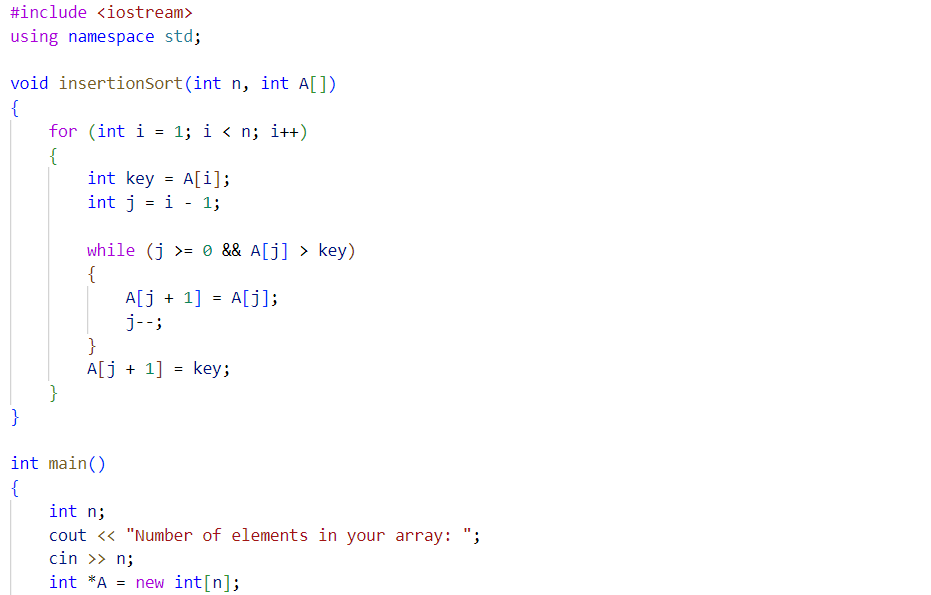 #include <iostream>
using namespace std;

void insertionSort(int n, int A[])
{
    for (int i = 1; i < n; i++)
    {
        int key = A[i];
        int j = i - 1;

        while (j >= 0 && A[j] > key)
        {
            A[j + 1] = A[j];
            j--;
        }
        A[j + 1] = key;
    }
}

int main()
{
    int n;
    cout << "Number of elements in your array: ";
    cin >> n;
    int *A = new int[n];